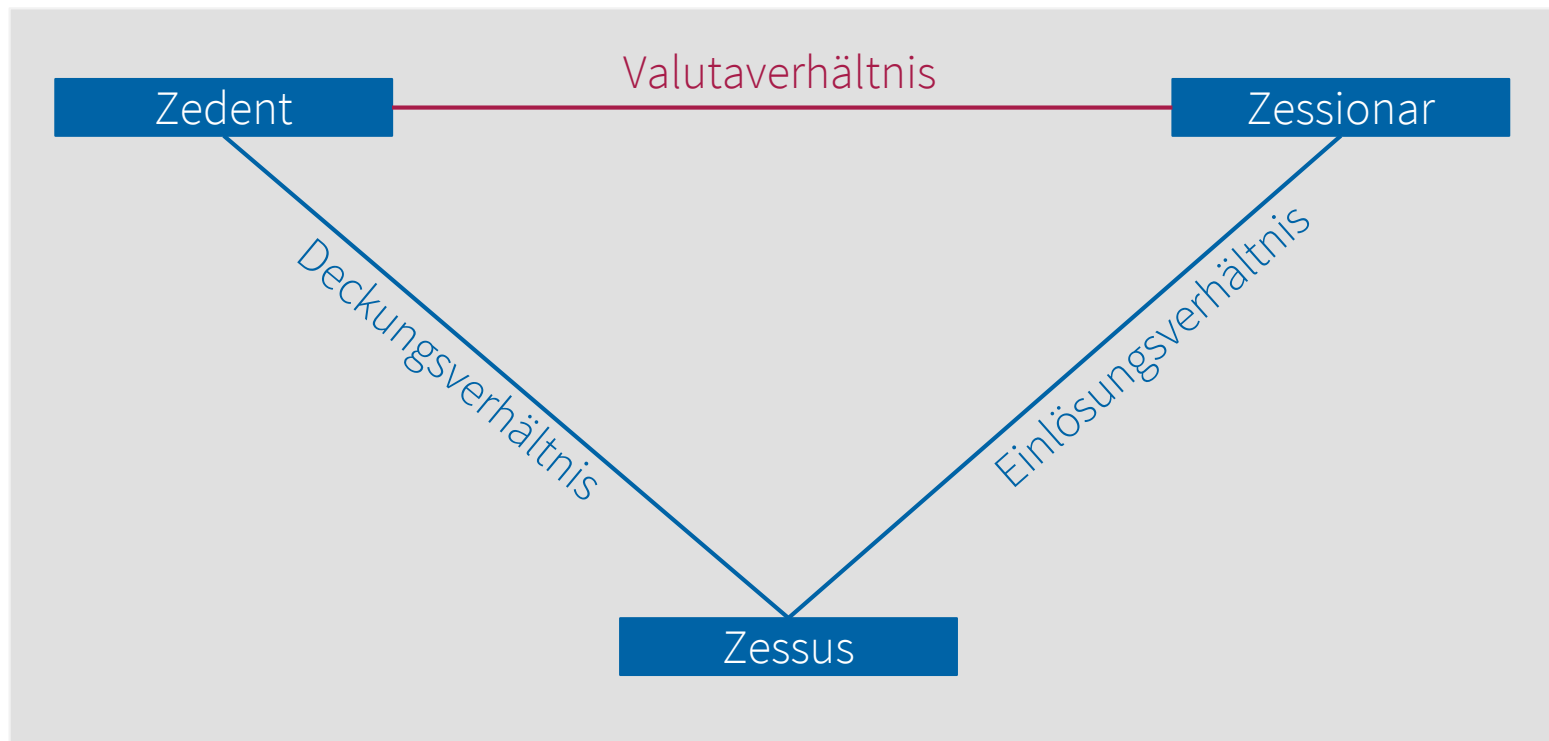 Valutaverhältnis
Zedent
Zessionar
Deckungsverhältnis
Einlösungsverhältnis
Zessus